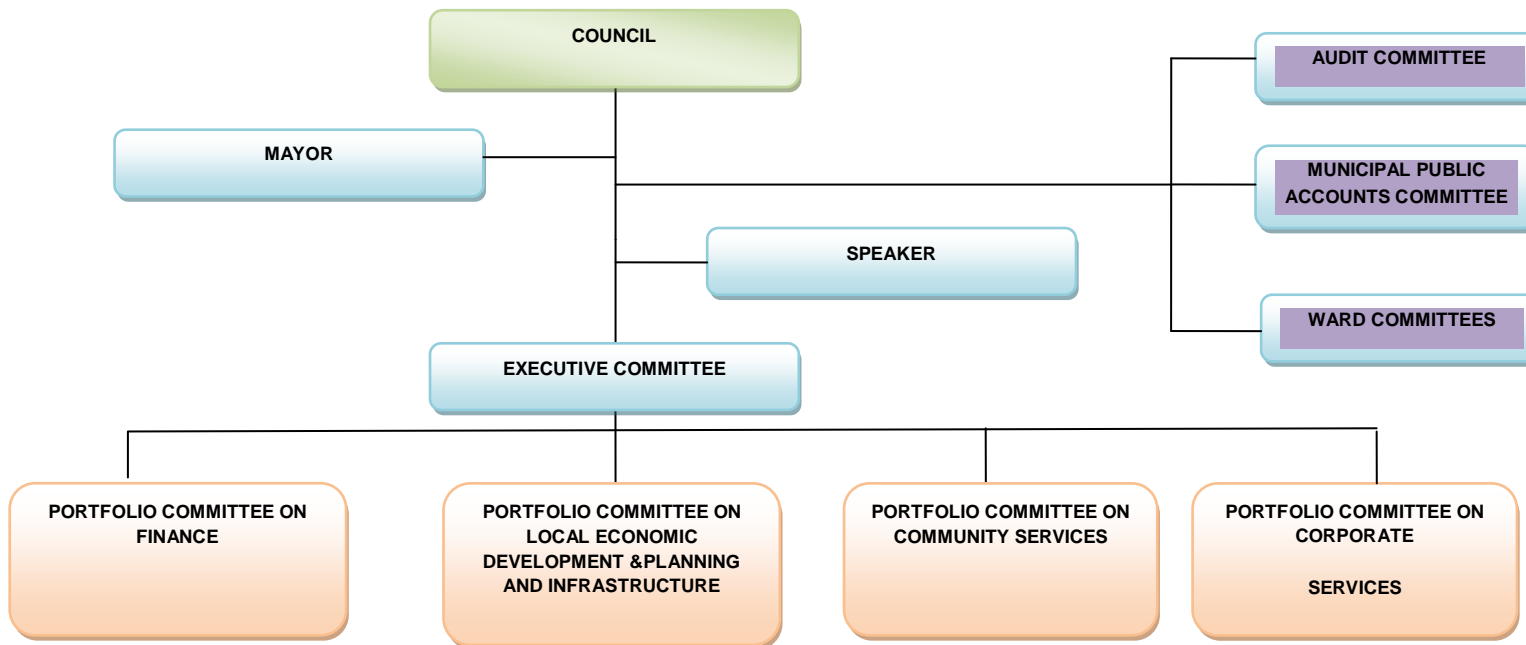 COUNCIL
AUDIT COMMITTEE
MAYOR
MUNICIPAL PUBLIC
ACCOUNTS COMMITTEE
SPEAKER
WARD COMMITTEES
EXECUTIVE COMMITTEE
PORTFOLIO COMMITTEE ON
FINANCE
PORTFOLIO COMMITTEE ON
LOCAL ECONOMIC
DEVELOPMENT &PLANNING
AND INFRASTRUCTURE
PORTFOLIO COMMITTEE ON
COMMUNITY SERVICES
PORTFOLIO COMMITTEE ON
CORPORATE
SERVICES